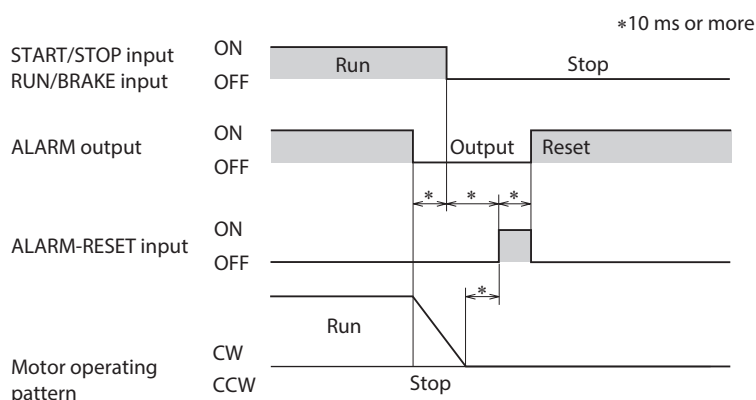 *10 ms or more
START/STOP input
RUN/BRAKE input
ON
OFF
Run
Stop
ALARM output
ON
OFF
Output
Reset
* * *
ALARM-RESET input
ON
OFF
*
Run
Motor operating
pattern
CW
CCW
Stop